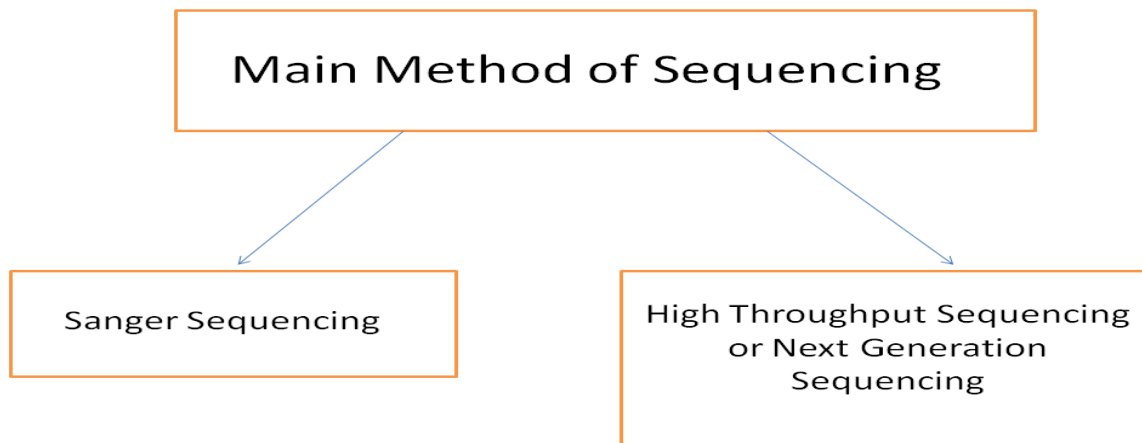 Main Method of Sequencing
Sanger Sequencing
High Throughput Sequencing
or Next Generation
Sequencing